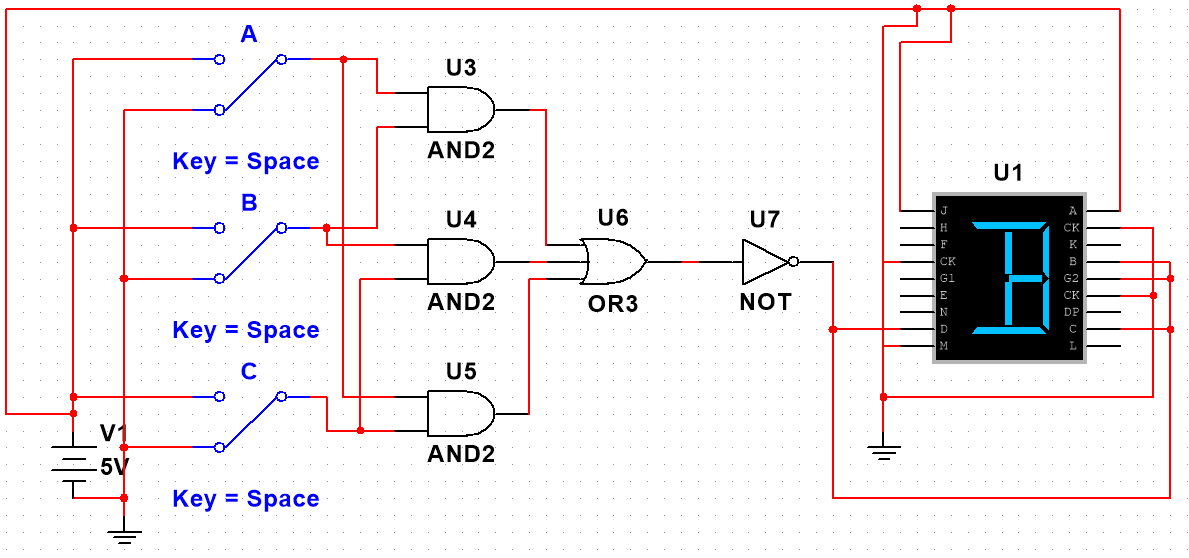 A
Key = Space
B
Key = Space
C
Key = Space
V1
5V
U3
AND2
U4
AND2
U5
AND2
U6
OR3
U7
NOT
U1
J A
H CK
F K
CK B
G1 G2
E CK
N DP
D C
M L